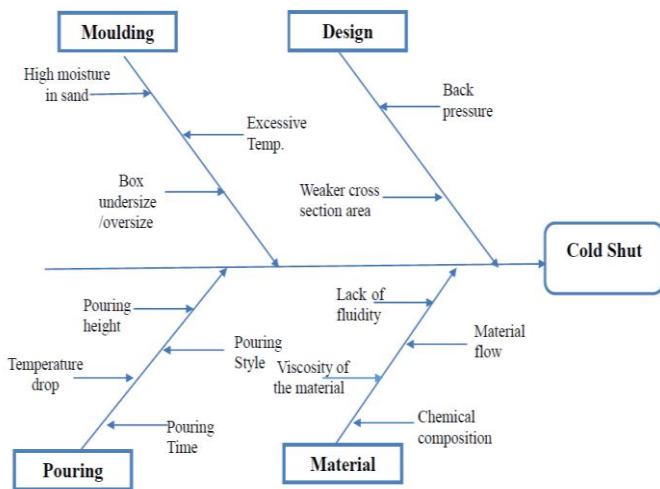 Moulding
Design
High moisture
in sand
Back
pressure
Excessive
Temp.
Box
undersize
/oversize
Weaker cross
section area
Cold Shut
Pouring
height
Lack of
fluidity
Pouring
Style
Material
flow
Temperature
drop
Viscosity of
the material
Pouring
Time
Chemical
composition
Pouring
Material